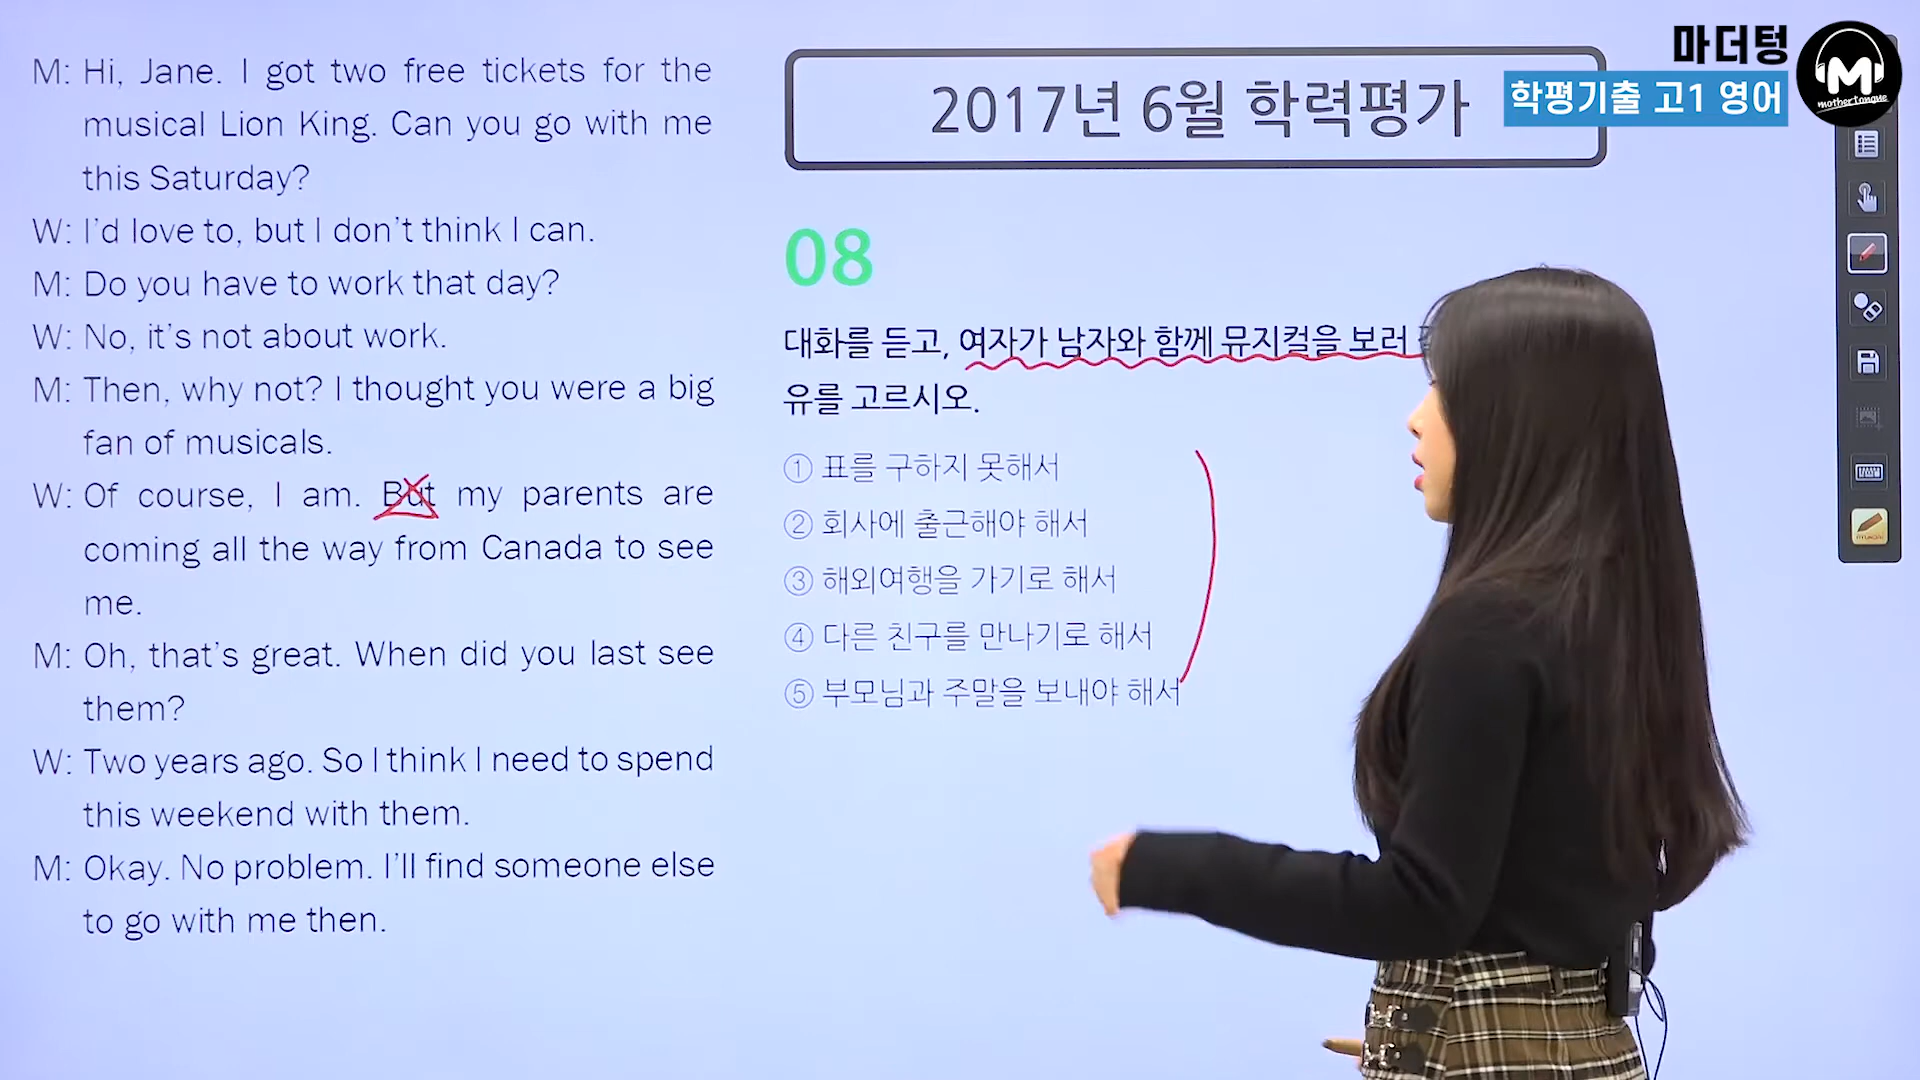 M: Hi, Jane. I got two free tickets for the
musical Lion King. Can you go with me
this Saturday?
W: I'd love to, but I don't think I can.
M: Do you have to work that day?
W: No, it's not about work.
M: Then, why not? I thought you were a big
fan of musicals.
W: Of course, I am. But my parents are
coming all the way from Canada to see
me.
M: Oh, that's great. When did you last see
them?
W: Two years ago. So I think I need to spend
this weekend with them.
M: Okay. No problem. I'll find someone else
to go with me then.
2017년 6월 학력평가
08
대화를 듣고, 여자가 남자와 함께 뮤지컬을 보러
유를 고르시오.
① 표를 구하지 못해서
② 회사에 출근해야 해서
③ 해외여행을 가기로 해서
④ 다른 친구를 만나기로 해서
⑤ 부모님과 주말을 보내야 해서
마더텅
학평기출 고1 영어
M
mothertongue